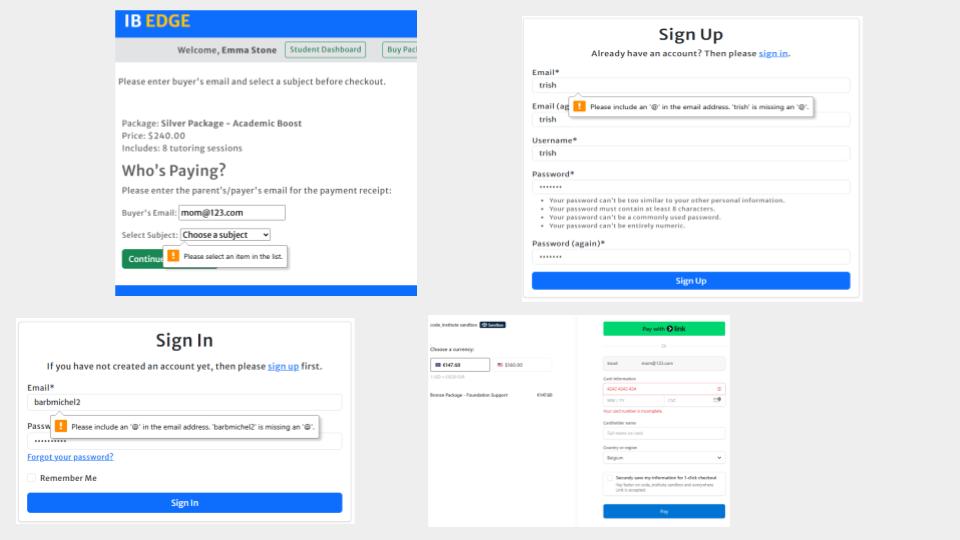 IB EDGE
Welcome, Emma Stone
Student Dashboard
Buy Pac
Please enter buyer's email and select a subject before checkout.
Package: Silver Package - Academic Boost
Price: $240.00
Includes: 8 tutoring sessions
Who's Paying?
Please enter the parent's/payer's email for the payment receipt:
Buyer's Email: mom@123.com
Select Subject: Choose a subject
Please select an item in the list.
Continue
Sign Up
Already have an account? Then please sign in.
Email*
trish
Please include an '@' in the email address. 'trish' is missing an '@'.
Email (ag
trish
Username*
trish
Password*
•••••••
• Your password can't be too similar to your other personal information.
• Your password must contain at least 8 characters.
• Your password can't be a commonly used password.
• Your password can't be entirely numeric.
Password (again)*
•••••••
Sign Up
Sign In
If you have not created an account yet, then please sign up first.
Email*
barbmichel2
Please include an '@' in the email address. 'barbmichel2' is missing an '@'.
Passw
••••••••••
Forgot your password?
Remember Me
Sign In
code_institute sandbox Sandbox
Choose a currency:
€147.68
$160.00
Bronze Package - Foundation Support €147.68
Pay with link
Or
Email mom@123.com
Card information
4242 4242 424
MM / YY
CVC
Your card number is incomplete.
Cardholder name
Full name on card
Country or region
Belgium
Securely save my information for 1-click checkout
Pay faster on code_institute sandbox and everywhere
Link is accepted.
Pay